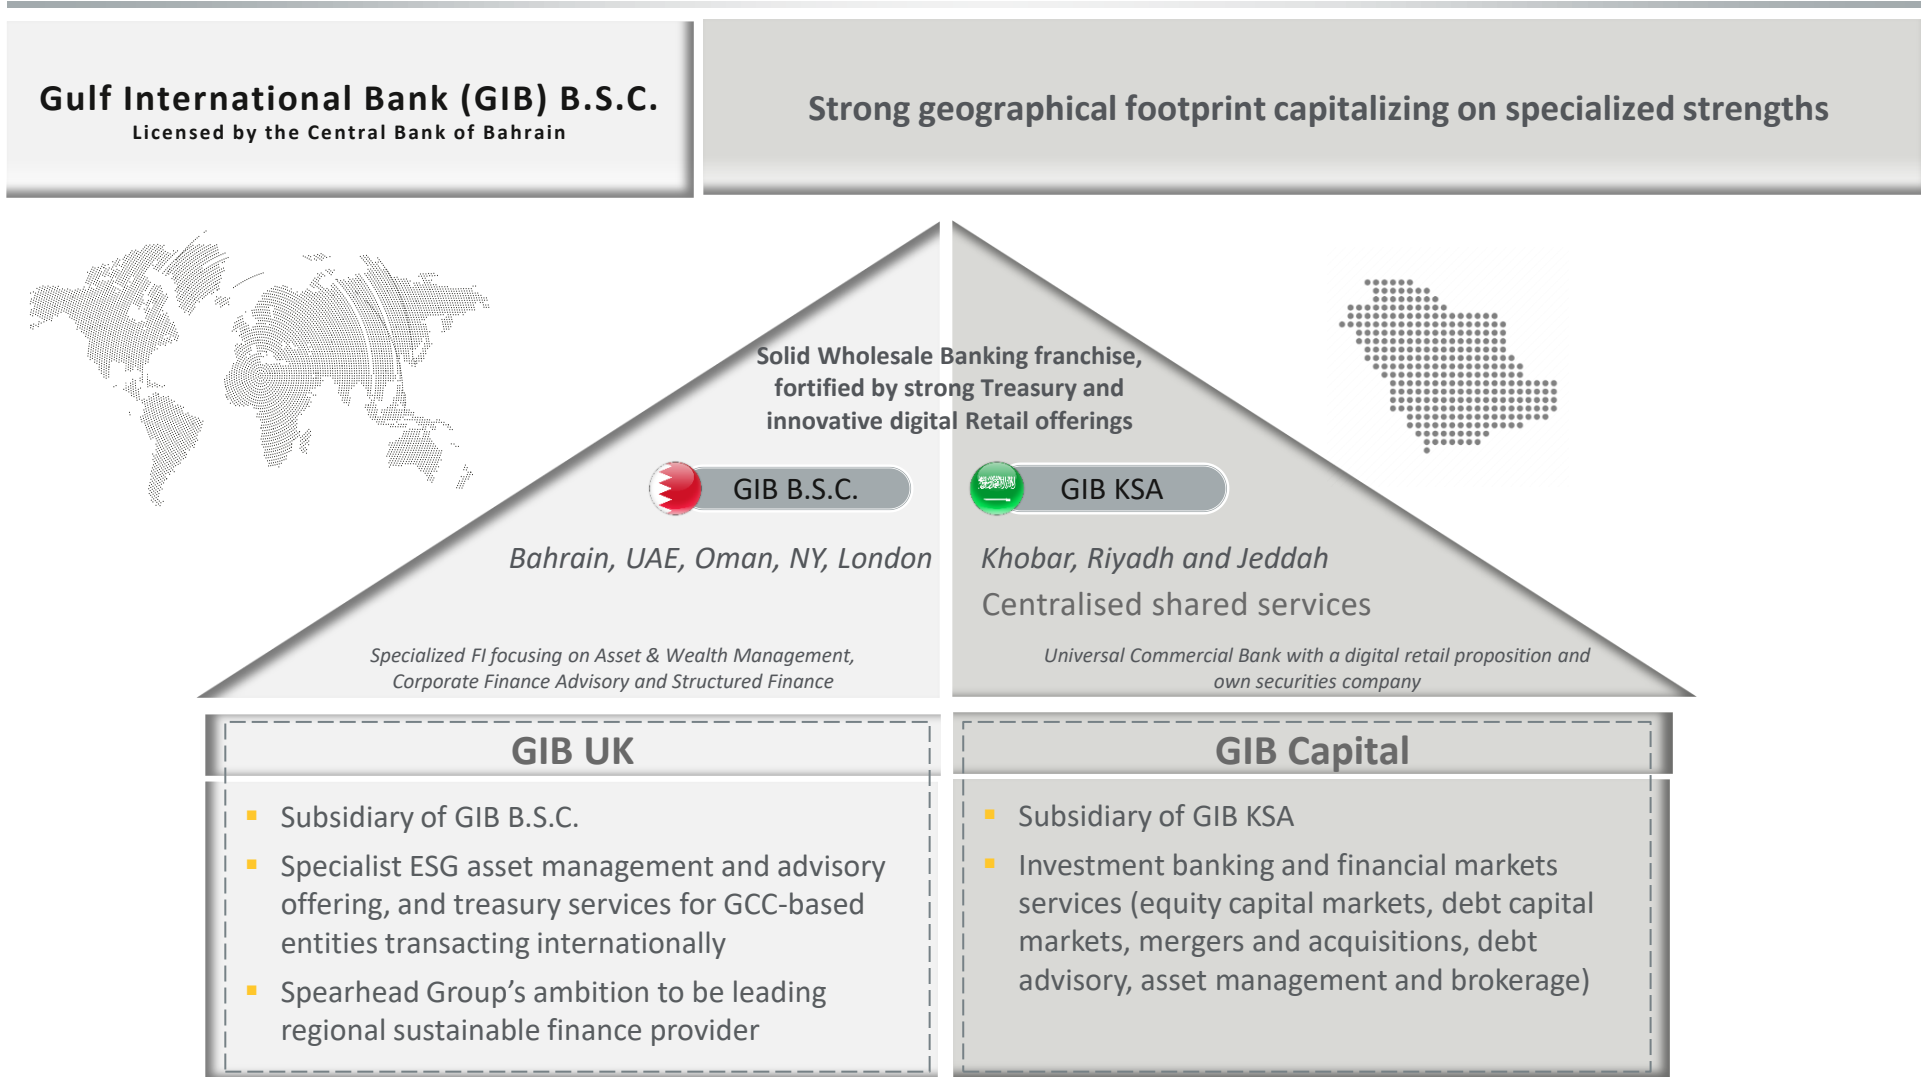 Gulf International Bank (GIB) B.S.C.
Licensed by the Central Bank of Bahrain
Strong geographical footprint capitalizing on specialized strengths
Solid Wholesale Banking franchise,
fortified by strong Treasury and
innovative digital Retail offerings
GIB B.S.C.
Bahrain, UAE, Oman, NY, London
Specialized FI focusing on Asset & Wealth Management,
Corporate Finance Advisory and Structured Finance
GIB KSA
Khobar, Riyadh and Jeddah
Centralised shared services
Universal Commercial Bank with a digital retail proposition and
own securities company
GIB UK
Subsidiary of GIB B.S.C.
Specialist ESG asset management and advisory
offering, and treasury services for GCC-based
entities transacting internationally
Spearhead Group's ambition to be leading
regional sustainable finance provider
GIB Capital
Subsidiary of GIB KSA
Investment banking and financial markets
services (equity capital markets, debt capital
markets, mergers and acquisitions, debt
advisory, asset management and brokerage)